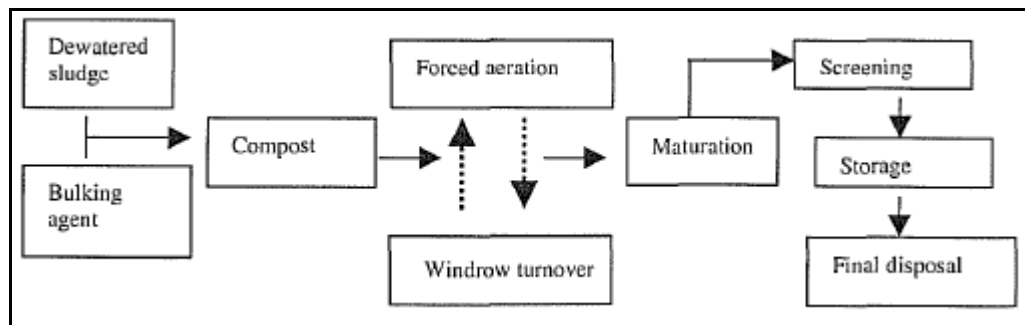 Dewatered
sludge
Bulking
agent
Compost
Forced aeration
Windrow turnover
Maturation
Screening
Storage
Final disposal